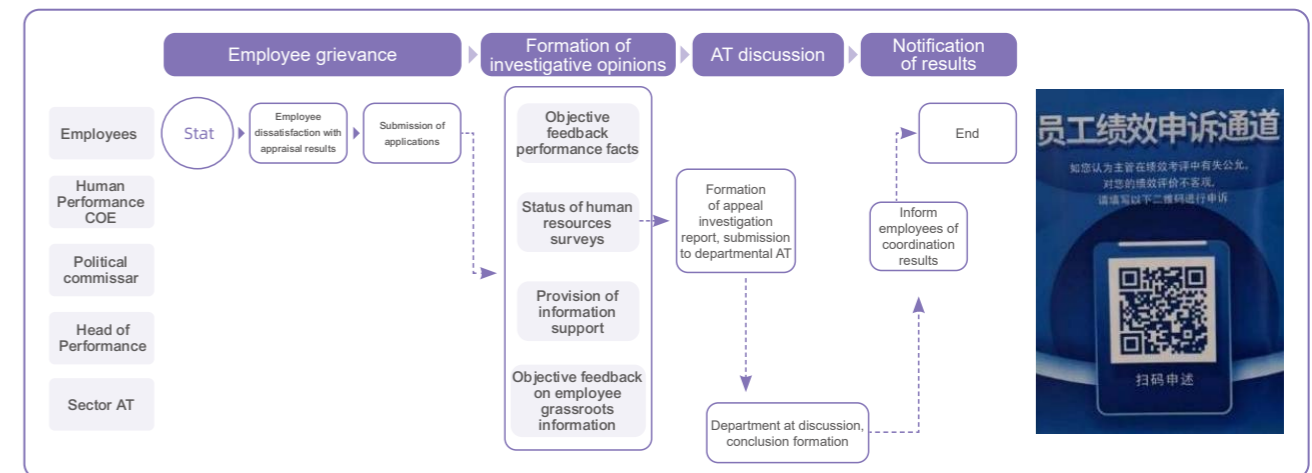 Employee grievance
Formation of
investigative opinions
AT discussion
Notification
of results
Employees
Human
Performance
COE
Political
commissar
Head of
Performance
Sector AT
Stat
Employee
dissatisfaction with
appraisal results
Submission of
applications
Objective
feedback
performance facts
Status of human
resources
surveys
Provision of
information
support
Objective feedback
on employee
grassroots
information
Formation
of appeal
investigation
report, submission
to departmental AT
Department at discussion,
conclusion formation
Inform
employees of
coordination
results
End
员工绩效申诉通道
如您认为主管在绩效考评中有失公允,
对您的绩效评价不客观,
请填写以下二维码进行申诉
扫码申述